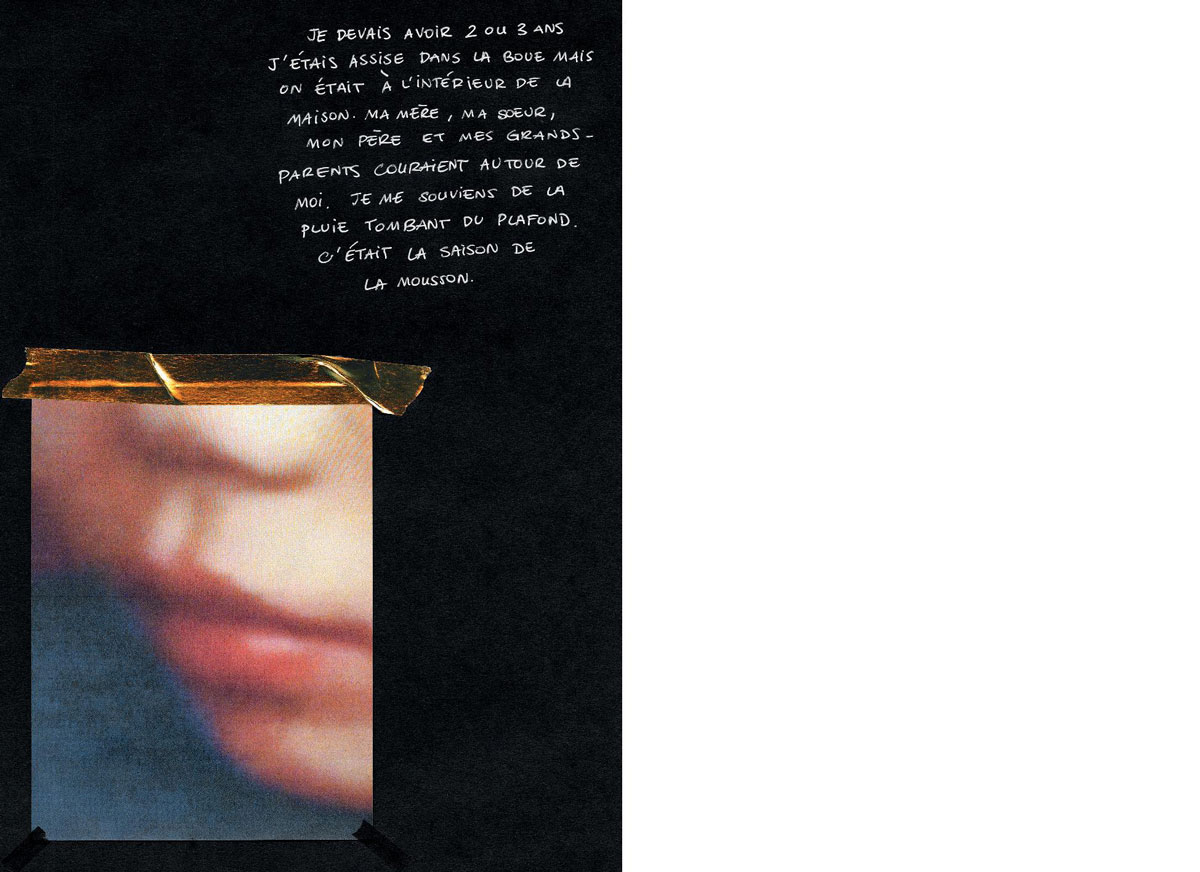 JE DEVAIS AVOIR 2 OU 3 ANS
J'ÉTAIS ASSISE DANS LA BOUE MAIS
ON ÉTAIT À L'INTÉRIEUR DE LA
MAISON. MA MÈRE, MA SOEUR,
MON PÈRE ET MES GRANDS-
PARENTS COURAIENT AUTOUR DE
MOI. JE ME SOUVIENS DE LA
PLUIE TOMBANT DU PLAFOND.
C'ÉTAIT LA SAISON DE
LA MOUSSON.